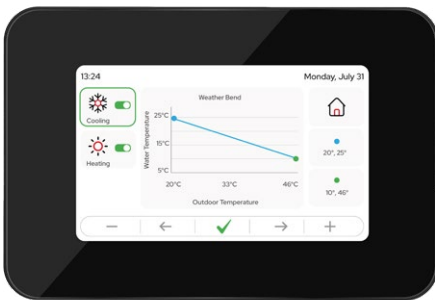 13:24
Monday, July 31
Weather Bend
Cooling
Heating
Water Temperature
25°C
15°C
5°C
20°C 33°C 46°C
Outdoor Temperature
20°, 25°
10°, 46°